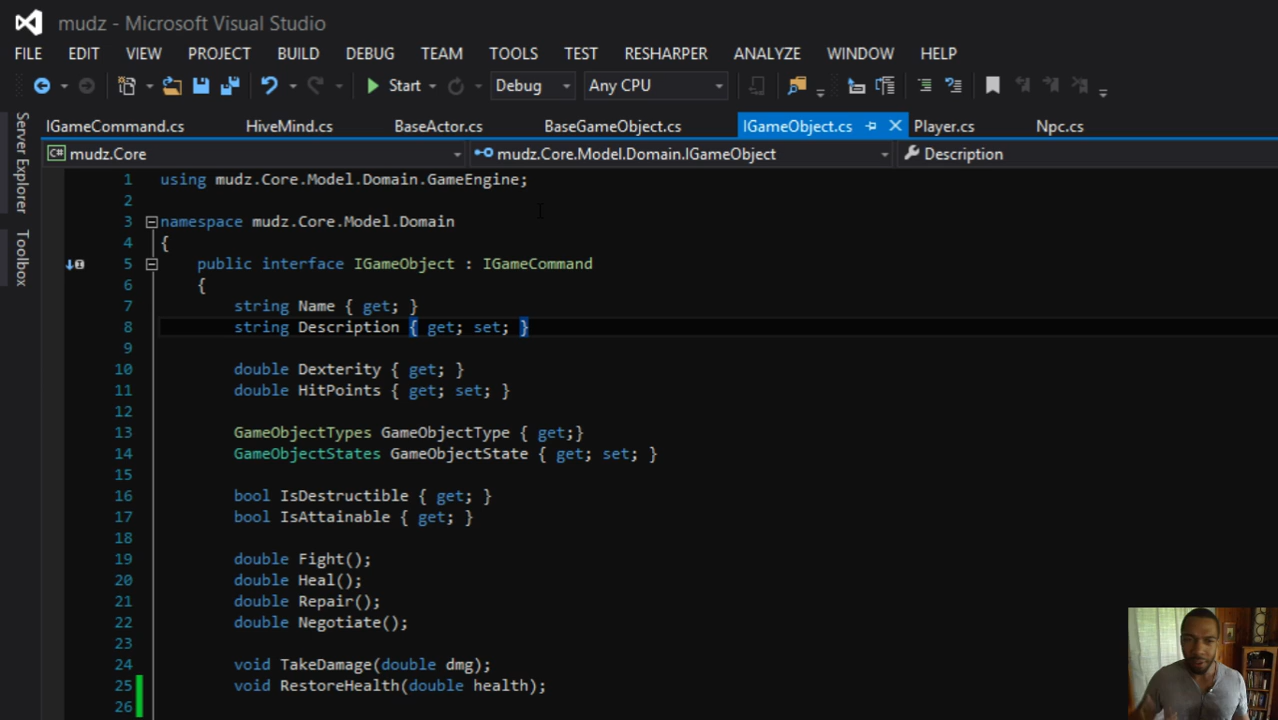 mudz - Microsoft Visual Studio
FILE EDIT VIEW PROJECT BUILD DEBUG TEAM TOOLS TEST RESHARPER ANALYZE WINDOW HELP
Start Debug Any CPU
Server Explorer
Toolbox
IGameCommand.cs HiveMind.cs BaseActor.cs BaseGameObject.cs IGameObject.cs Player.cs Npc.cs
C# mudz.Core mudz.Core.Model.Domain.IGameObject Description
1 using mudz.Core.Model.Domain.GameEngine;
2
3 namespace mudz.Core.Model.Domain
4 {
5 public interface IGameObject : IGameCommand
6 {
7 string Name { get; }
8 string Description { get; set; }
9
10 double Dexterity { get; }
11 double HitPoints { get; set; }
12
13 GameObjectTypes GameObjectType { get;}
14 GameObjectStates GameObjectState { get; set; }
15
16 bool IsDestructible { get; }
17 bool IsAttainable { get; }
18
19 double Fight();
20 double Heal();
21 double Repair();
22 double Negotiate();
23
24 void TakeDamage(double dmg);
25 void RestoreHealth(double health);
26